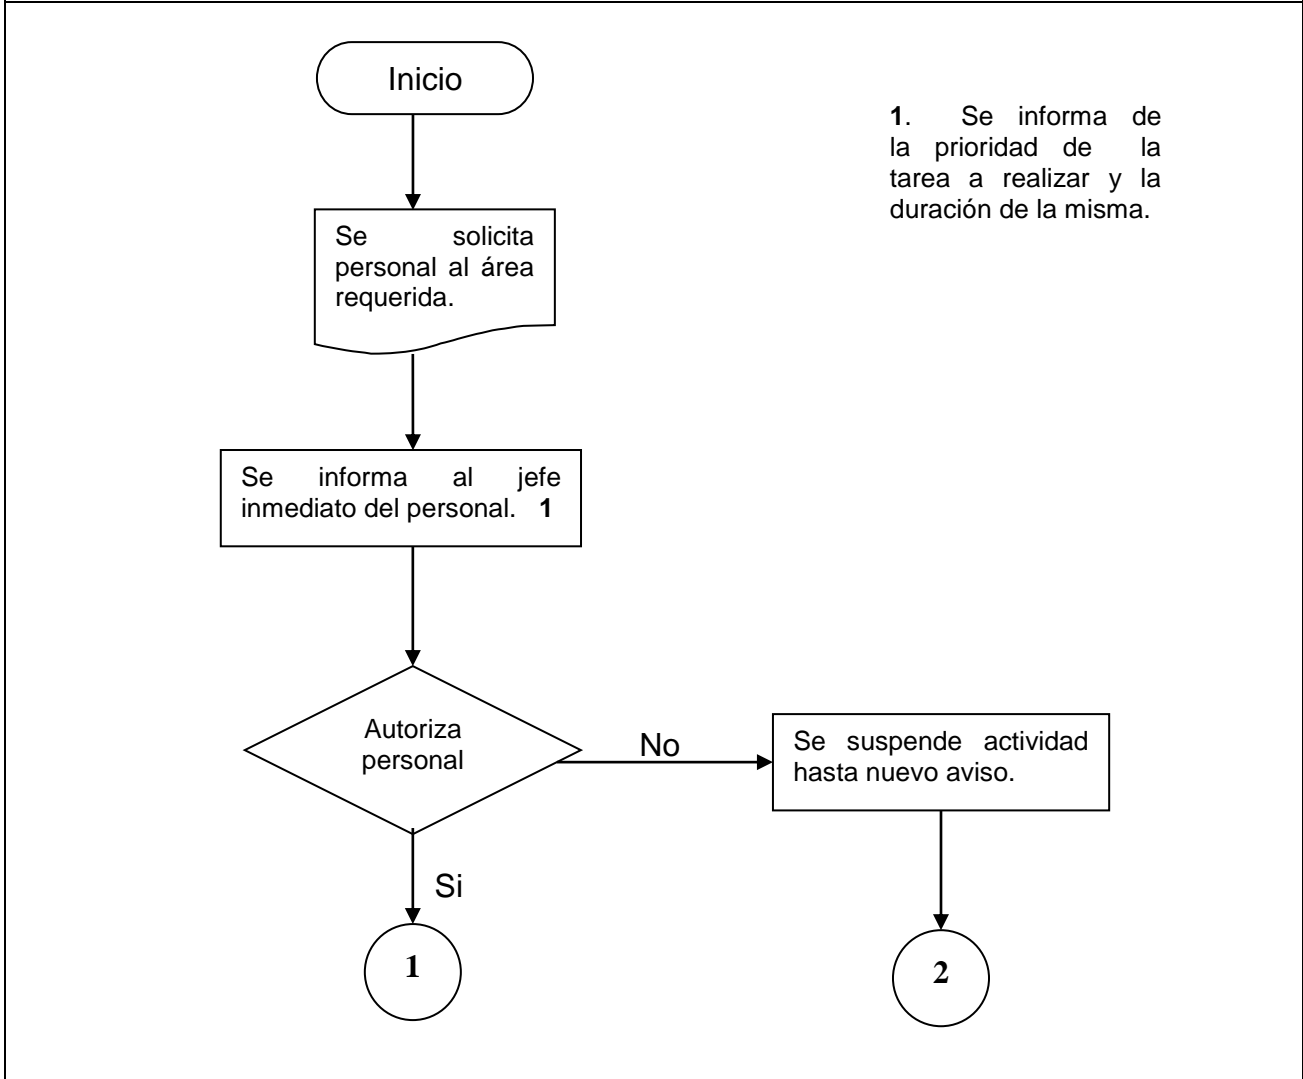 Inicio
1. Se informa de
la prioridad de la
tarea a realizar y la
duración de la misma.
Se solicita
personal al área
requerida.
Se informa al jefe
inmediato del personal. 1
Autoriza
personal
No
Se suspende actividad
hasta nuevo aviso.
Si
1
2